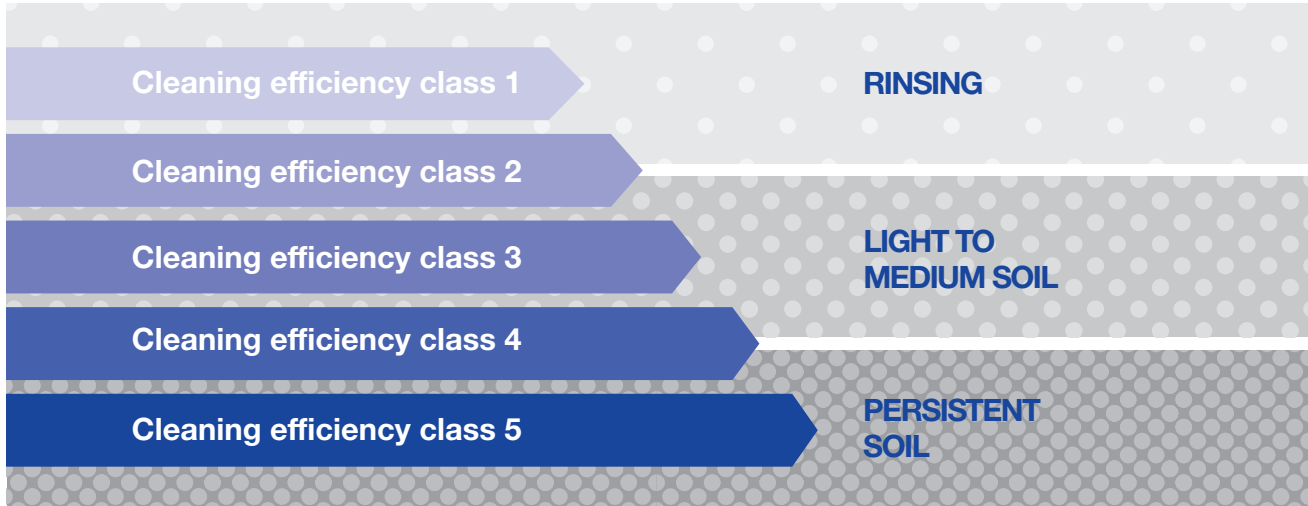 Cleaning efficiency class 1
RINSING
Cleaning efficiency class 2
Cleaning efficiency class 3
LIGHT TO
MEDIUM SOIL
Cleaning efficiency class 4
Cleaning efficiency class 5
PERSISTENT
SOIL